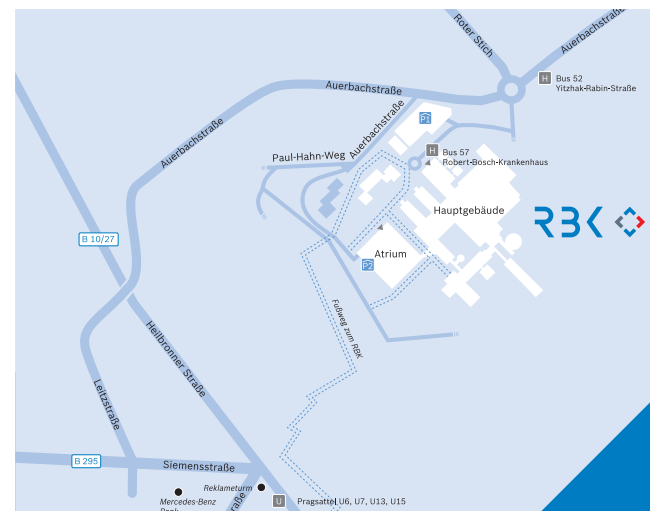 Roter Stich
Auerbachstraße
H Bus 52
Yitzhak-Rabin-Straße
Auerbachstraße
P1
Auerbachstraße
Auerbachstraße
H Bus 57
Robert-Bosch-Krankenhaus
Paul-Hahn-Weg
Hauptgebäude
RBK
B 10/27
Atrium
P2
Fußweg zum RBK
Heilbronner Straße
Leitzstraße
B 295
Siemensstraße
Reklameturm
Mercedes-Benz
U Pragsattel U6, U7, U13, U15